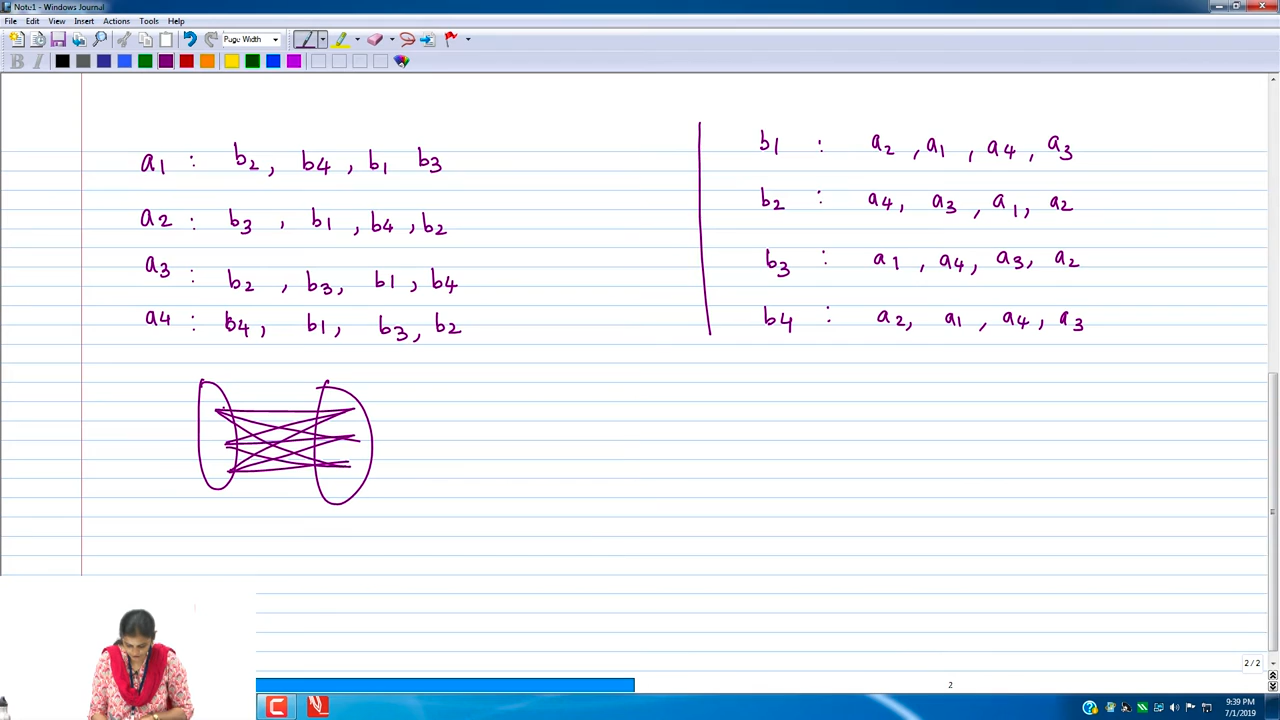 Note1 - Windows Journal
File Edit View Insert Actions Tools Help
Page Width
B I
a1 : b2, b4, b1 b3
a2 : b3, b1, b4, b2
a3 : b2, b3, b1, b4
a4 : b4, b1, b3, b2
b1 : a2, a1, a4, a3
b2 : a4, a3, a1, a2
b3 : a1, a4, a3, a2
b4 : a2, a1, a4, a3
2 / 2
2
9:39 PM
7/1/2019